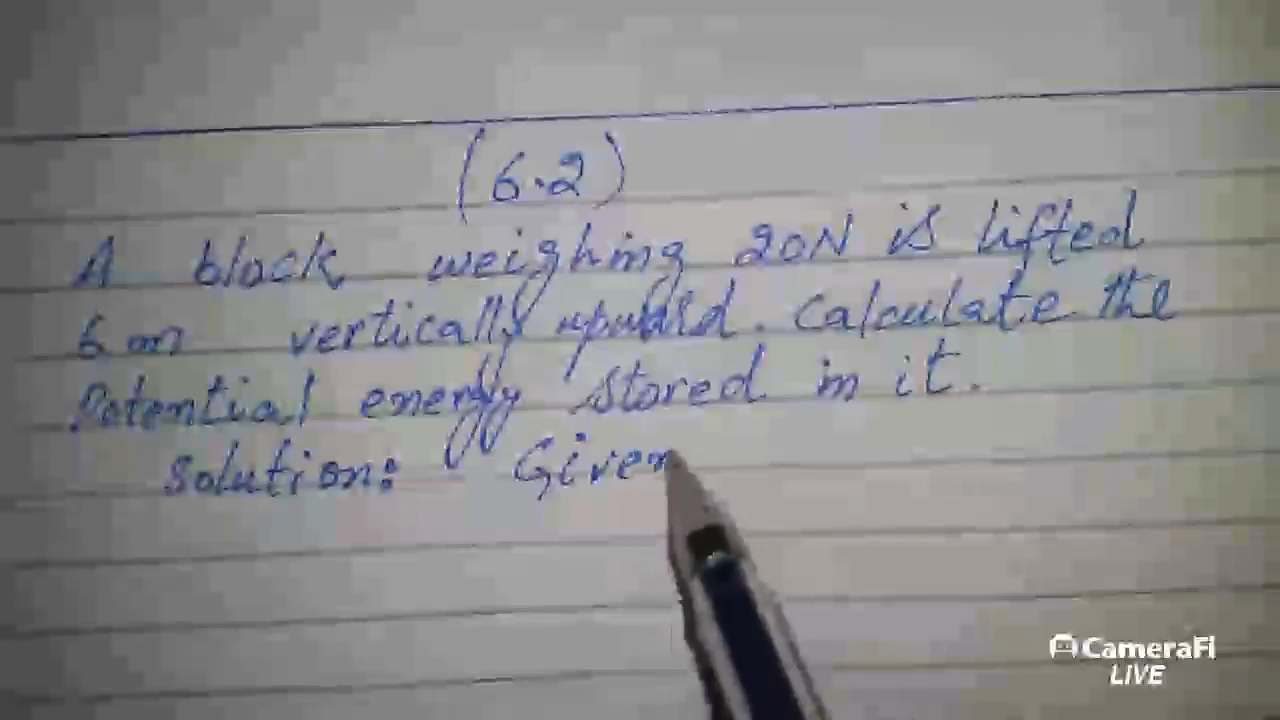 (6.2)
A block weighing 20N is lifted
6 m vertically upward. Calculate the
Potential energy stored in it.
Solution: Given
CameraFi
LIVE